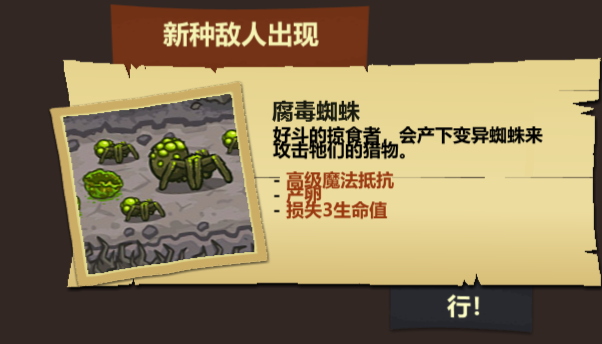 新种敌人出现
腐毒蜘蛛
好斗的掠食者，会产下变异蜘蛛来
攻击牠们的猎物。
- 高级魔法抵抗
- 产卵
- 损失3生命值
行!